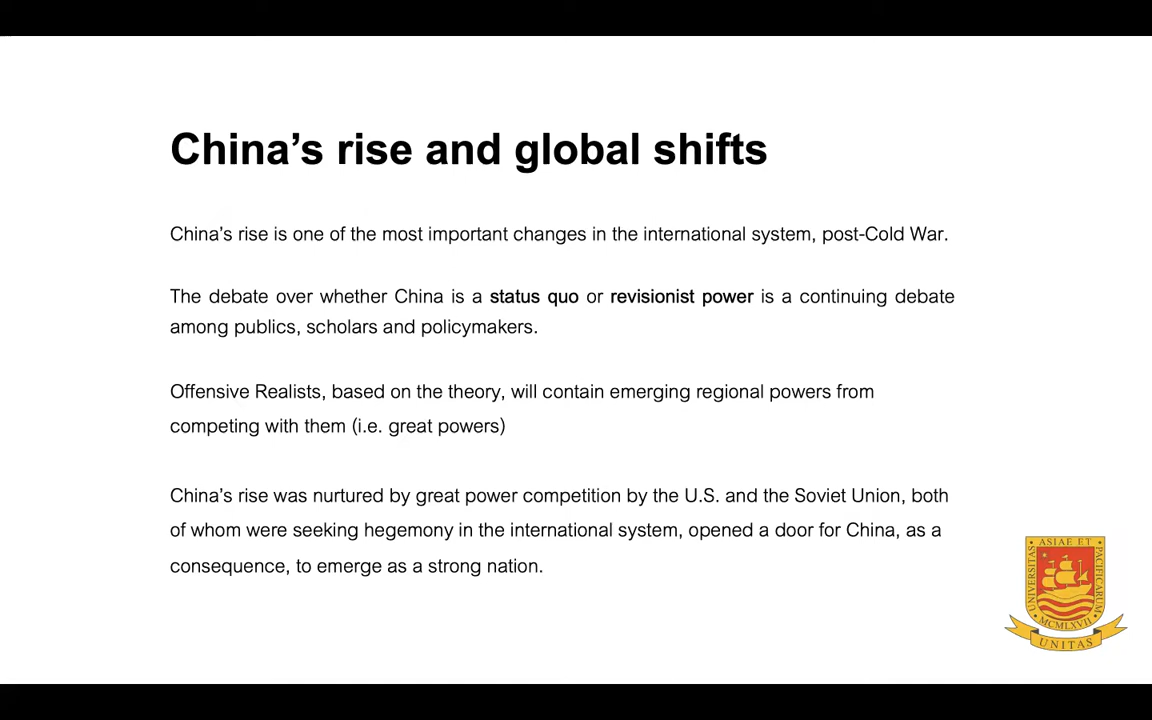 China’s rise and global shifts
China’s rise is one of the most important changes in the international system, post-Cold War.
The debate over whether China is a status quo or revisionist power is a continuing debate
among publics, scholars and policymakers.
Offensive Realists, based on the theory, will contain emerging regional powers from
competing with them (i.e. great powers)
China’s rise was nurtured by great power competition by the U.S. and the Soviet Union, both
of whom were seeking hegemony in the international system, opened a door for China, as a
consequence, to emerge as a strong nation.
UNIVERSITAS ASIAE ET PACIFICARUM
MCMLXVII
UNITAS